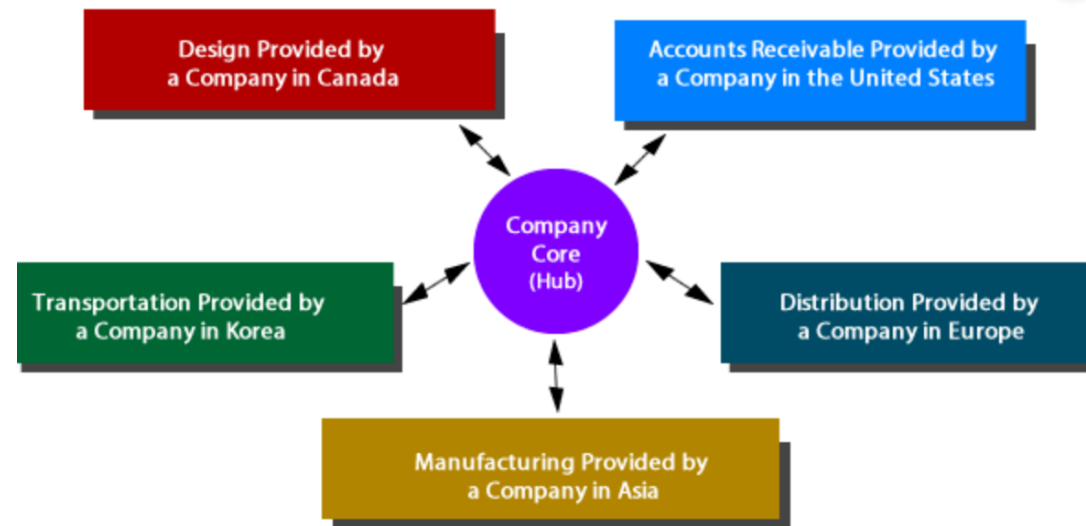 Design Provided by
a Company in Canada
Accounts Receivable Provided by
a Company in the United States
Company
Core
(Hub)
Transportation Provided by
a Company in Korea
Distribution Provided by
a Company in Europe
Manufacturing Provided by
a Company in Asia